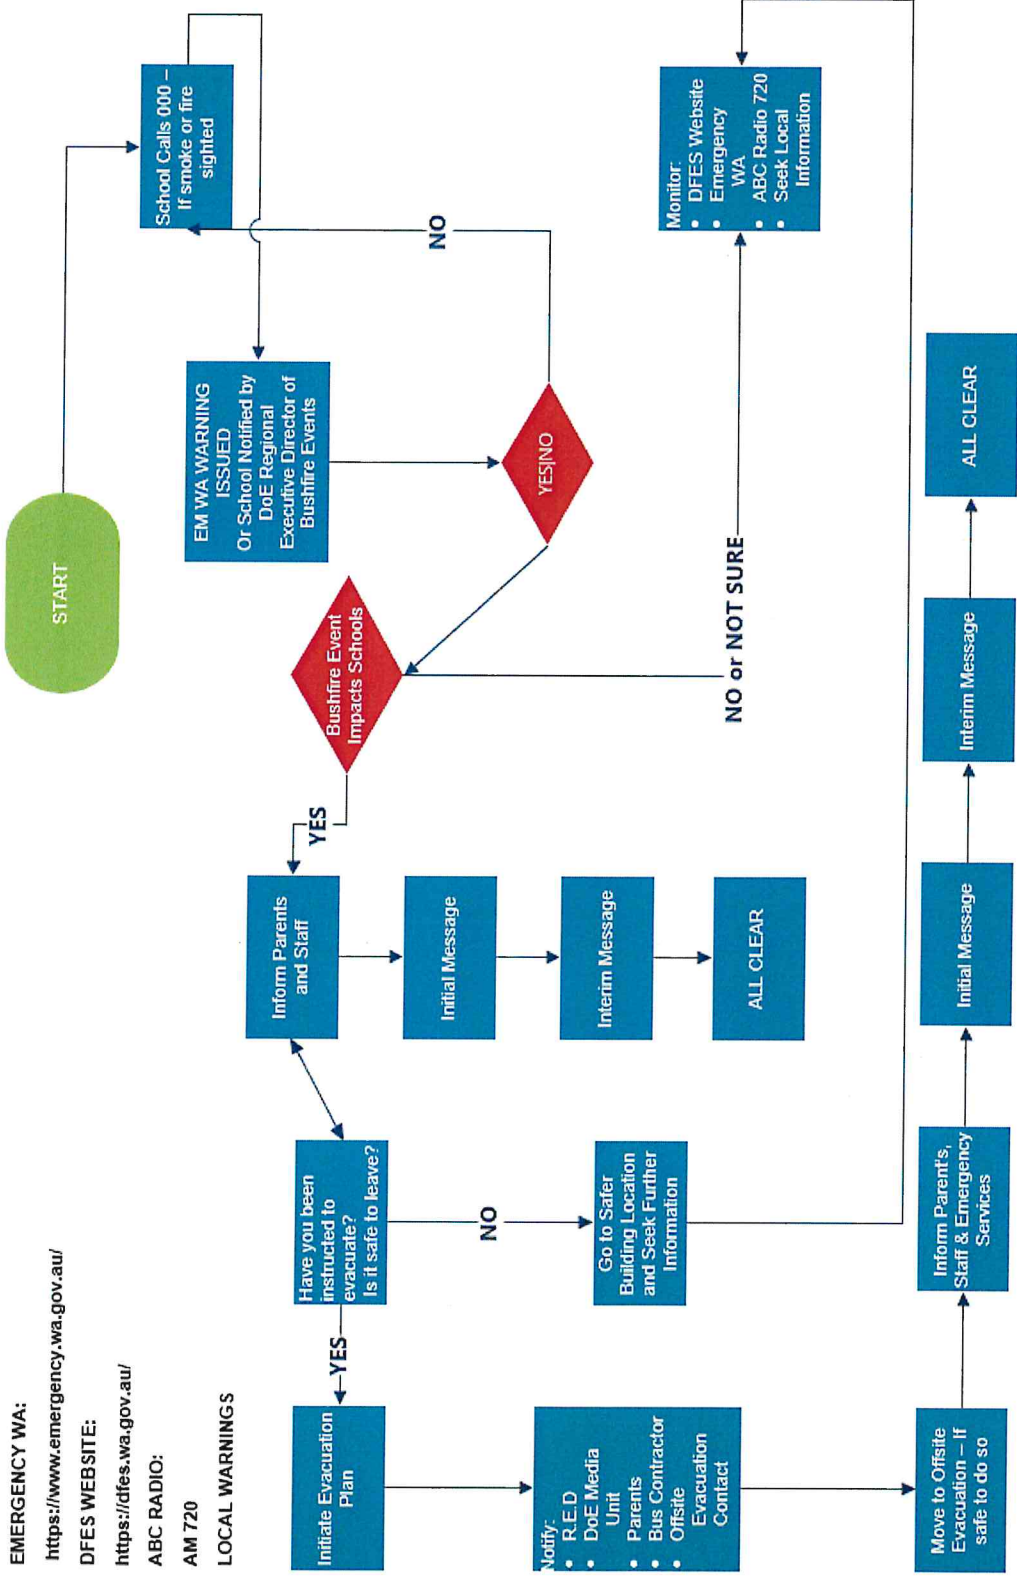 EMERGENCY WA:
https://www.emergency.wa.gov.au/
DFES WEBSITE:
https://dfes.wa.gov.au/
ABC RADIO:
AM 720
LOCAL WARNINGS
START
School Calls 000 –
If smoke or fire
sighted
EM WA WARNING
ISSUED
Or School Notified by
DoE Regional
Executive Director of
Bushfire Events
YES|NO
NO
Bushfire Event
Impacts Schools
NO or NOT SURE
Monitor:
• DFES Website
• Emergency
WA
• ABC Radio 720
• Seek Local
Information
YES
Inform Parents
and Staff
Initial Message
Interim Message
ALL CLEAR
Have you been
instructed to
evacuate?
Is it safe to leave?
NO
Go to Safer
Building Location
and Seek Further
Information
YES
Initiate Evacuation
Plan
Notify:
• R.E.D
• DoE Media
Unit
• Parents
• Bus Contractor
• Offsite
Evacuation
Contact
Move to Offsite
Evacuation – If
safe to do so
Inform Parent's,
Staff & Emergency
Services
Initial Message
Interim Message
ALL CLEAR